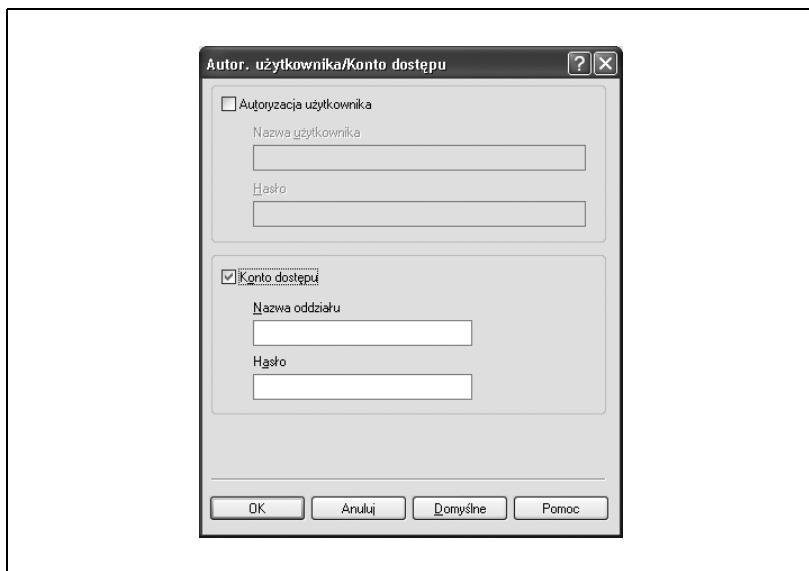 Autor. użytkownika/Konto dostępu
Autoryzacja użytkownika
Nazwa użytkownika
Hasło
Konto dostępu
Nazwa oddziału
Hasło
OK Anuluj Domyślne Pomoc